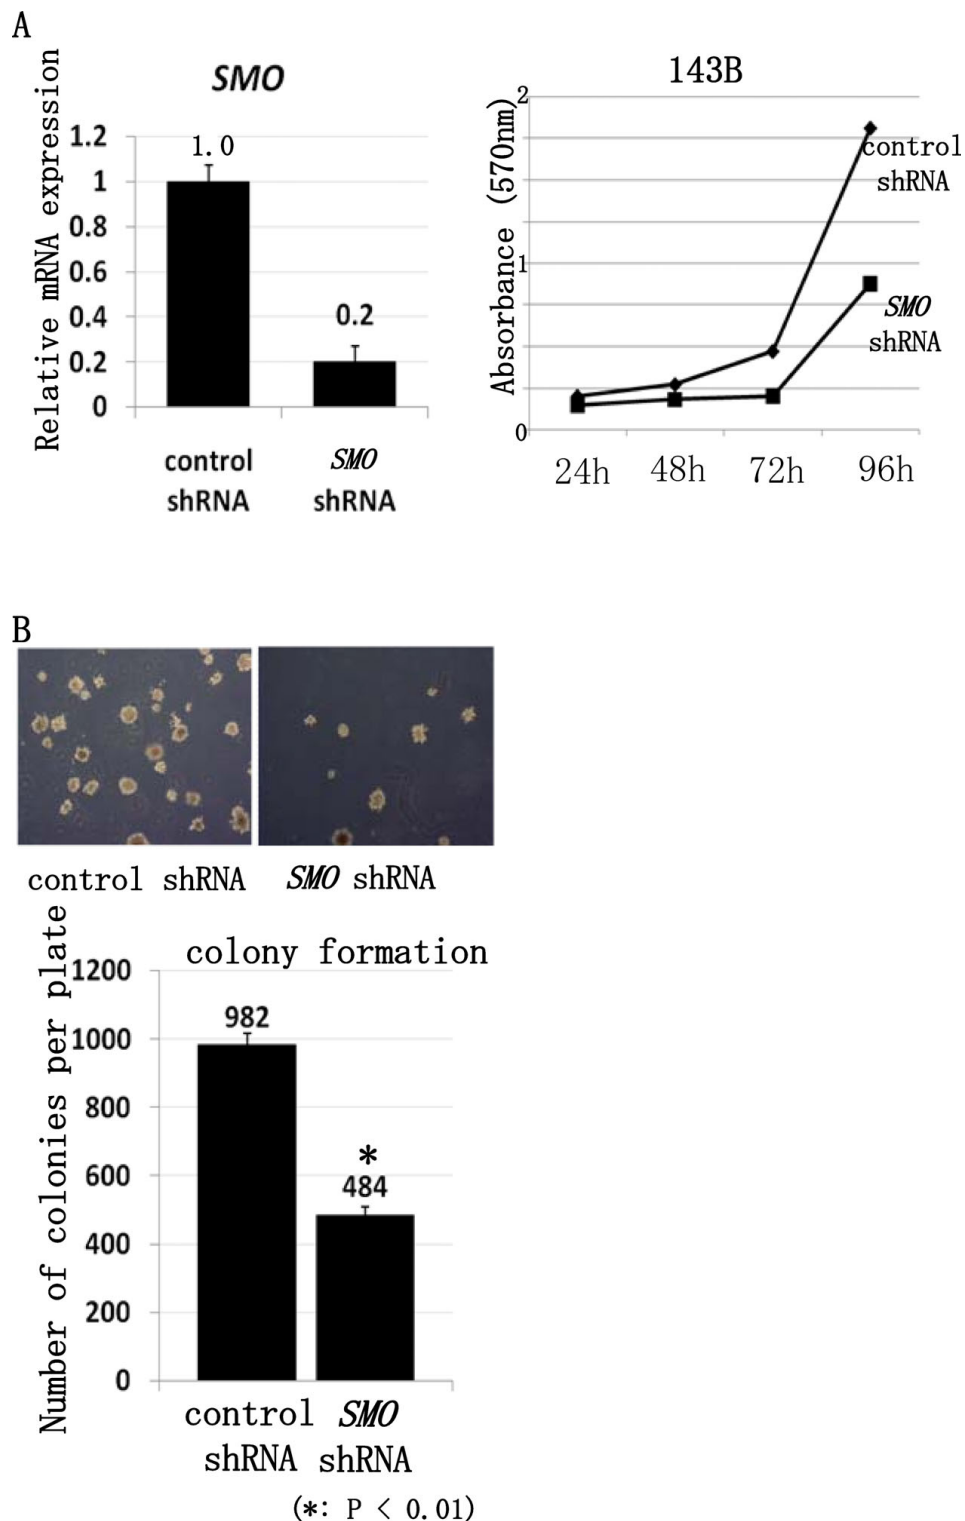 A
SMO
Relative mRNA expression
1.2
1
0.8
0.6
0.4
0.2
0
1.0
0.2
control
shRNA
SMO
shRNA
143B
Absorbance (570nm)
2
1
0
control
shRNA
SMO
shRNA
24h 48h 72h 96h
B
control shRNA SMO shRNA
colony formation
Number of colonies per plate
1200
1000
800
600
400
200
0
982
*
484
control SMO
shRNA shRNA
(*: P < 0.01)